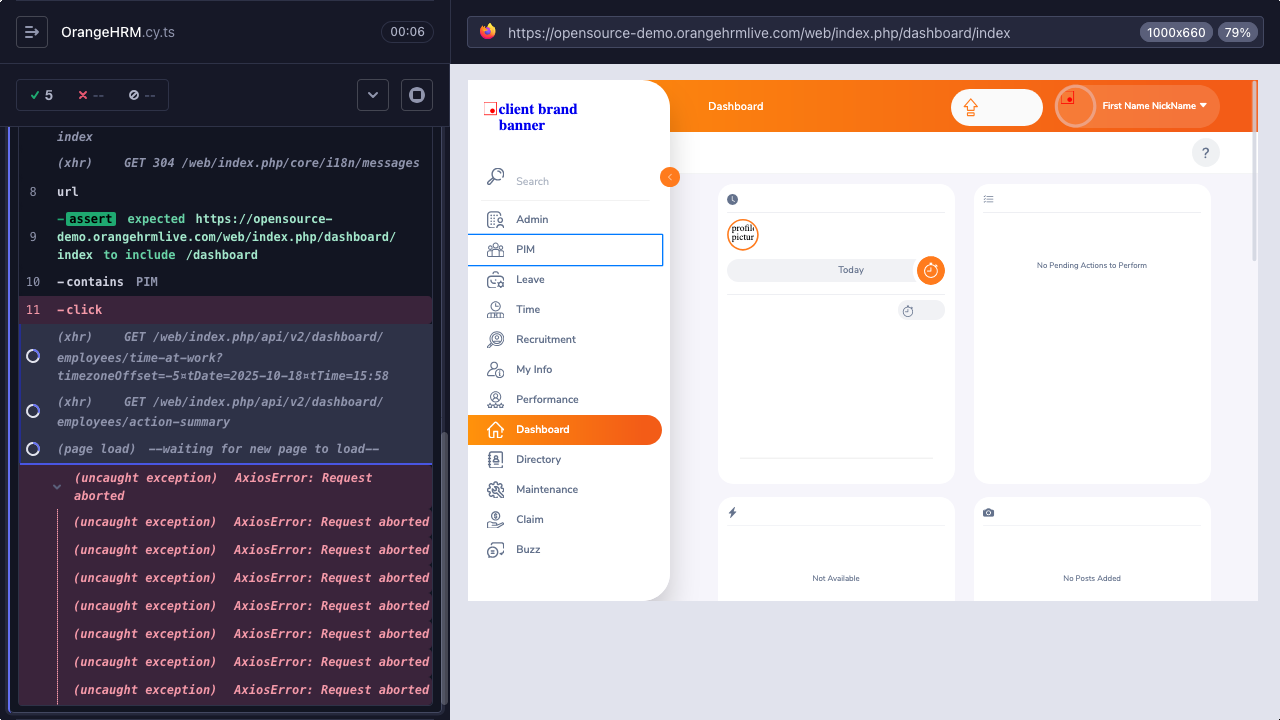 OrangeHRM.cy.ts
00:06
5
--
--
index
(xhr) GET 304 /web/index.php/core/i18n/messages
8 url
-assert expected https://opensource-
demo.orangehrmlive.com/web/index.php/dashboard/
index to include /dashboard
10 -contains PIM
11 -click
(xhr) GET /web/index.php/api/v2/dashboard/
employees/time-at-work?
timezoneOffset=-5¤tDate=2025-10-18¤tTime=15:58
(xhr) GET /web/index.php/api/v2/dashboard/
employees/action-summary
(page load) --waiting for new page to load--
(uncaught exception) AxiosError: Request
aborted
(uncaught exception) AxiosError: Request aborted
(uncaught exception) AxiosError: Request aborted
(uncaught exception) AxiosError: Request aborted
(uncaught exception) AxiosError: Request aborted
(uncaught exception) AxiosError: Request aborted
(uncaught exception) AxiosError: Request aborted
(uncaught exception) AxiosError: Request aborted
https://opensource-demo.orangehrmlive.com/web/index.php/dashboard/index
1000x660
79%
client brand
banner
Dashboard
First Name NickName
?
Search
Admin
PIM
Leave
Time
Recruitment
My Info
Performance
Dashboard
Directory
Maintenance
Claim
Buzz
Today
No Pending Actions to Perform
Not Available
No Posts Added